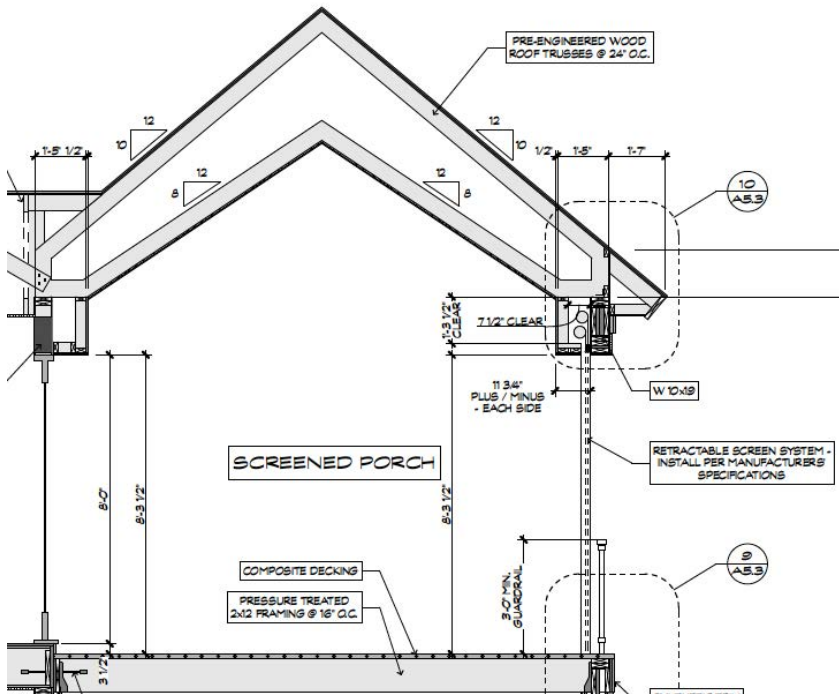 PRE-ENGINEERED WOOD
ROOF TRUSSES @ 24" O.C.
12
10
12
10
1'-5 1/2"
1/2"
1'-5"
1'-7"
12
8
12
8
10
A5.3
1'-3 1/2"
CLEAR
7 1/2" CLEAR
11 3/4"
PLUS / MINUS
- EACH SIDE
W 10x19
SCREENED PORCH
RETRACTABLE SCREEN SYSTEM -
INSTALL PER MANUFACTURERS
SPECIFICATIONS
8'-0"
8'-3 1/2"
8'-3 1/2"
3'-0" MIN.
GUARDRAIL
9
A5.3
COMPOSITE DECKING
PRESSURE TREATED
2x12 FRAMING @ 16" O.C.
3 1/2"